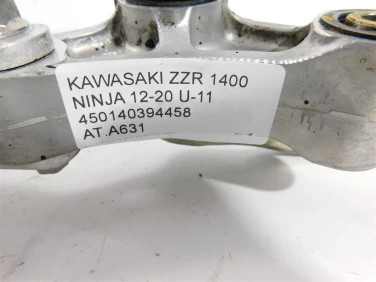 KAWASAKI ZZR 1400
NINJA 12-20 U-11
450140394458
AT.A631